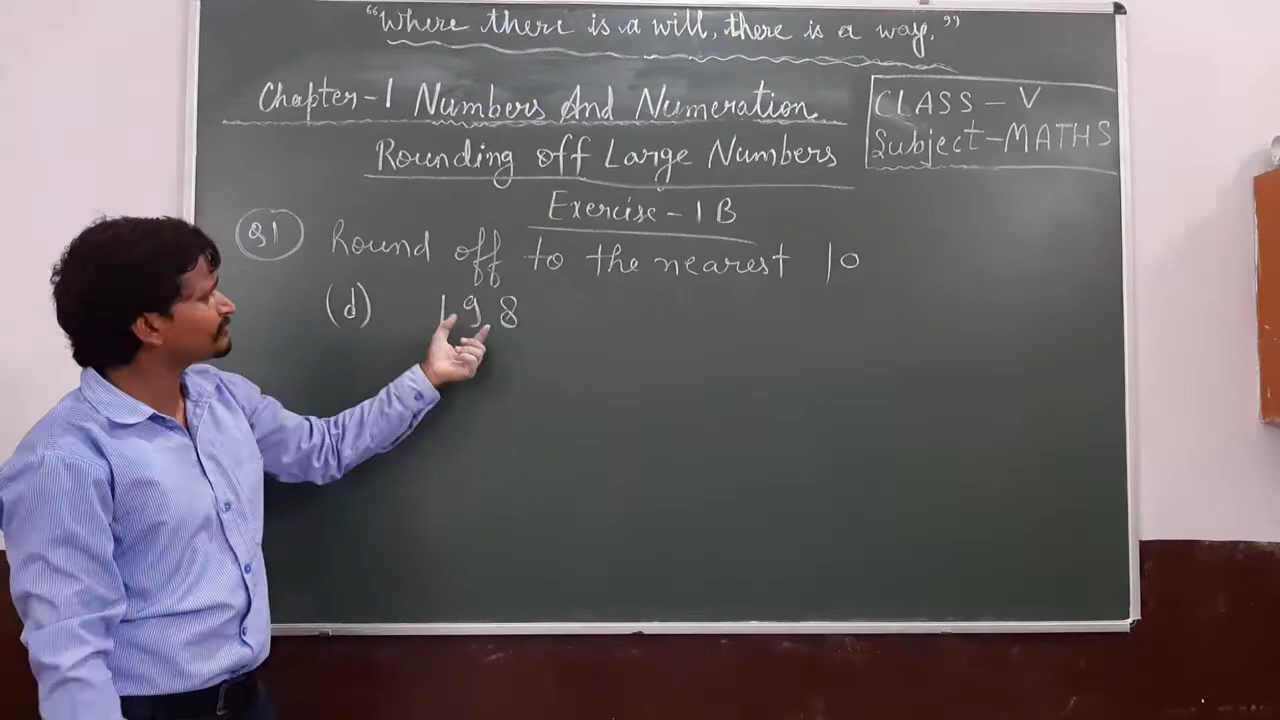 "Where there is a will, there is a way."
Chapter-1 Numbers And Numeration
CLASS - V
Subject-MATHS
Rounding off Large Numbers
Exercise - 1 B
Q1 Round off to the nearest 10
(d) 198